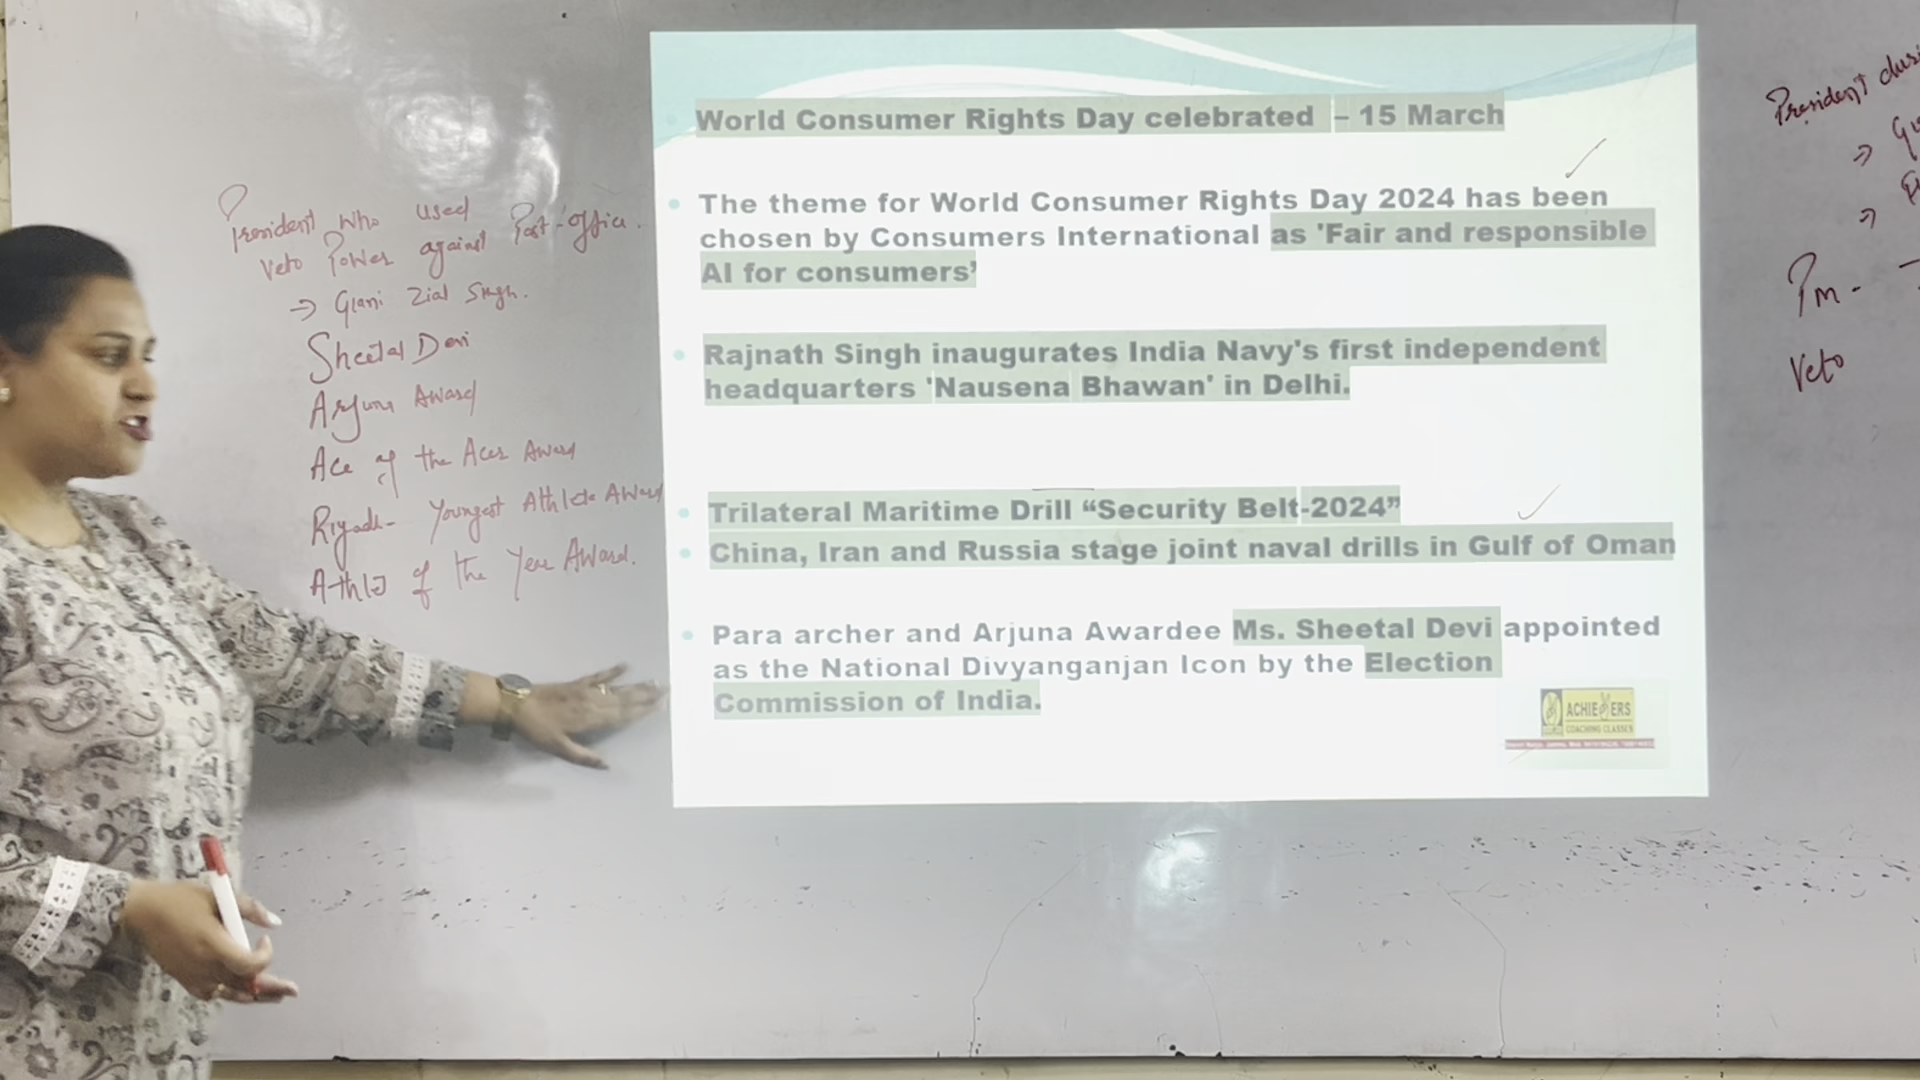 World Consumer Rights Day celebrated – 15 March
The theme for World Consumer Rights Day 2024 has been
chosen by Consumers International as 'Fair and responsible
AI for consumers’
Rajnath Singh inaugurates India Navy's first independent
headquarters 'Nausena Bhawan' in Delhi.
Trilateral Maritime Drill “Security Belt-2024”
China, Iran and Russia stage joint naval drills in Gulf of Oman
Para archer and Arjuna Awardee Ms. Sheetal Devi appointed
as the National Divyanganjan Icon by the Election
Commission of India.
ACHIEVERS
COACHING CLASSES
President who used
Veto Power against Post-office.
→ Giani Zial Singh.
Sheetal Devi
Arjuna Award
Ace of the Aces Award
Riyadh - Youngest Athlete Award
Athlete of the Year Award.
President
Pm -
Veto